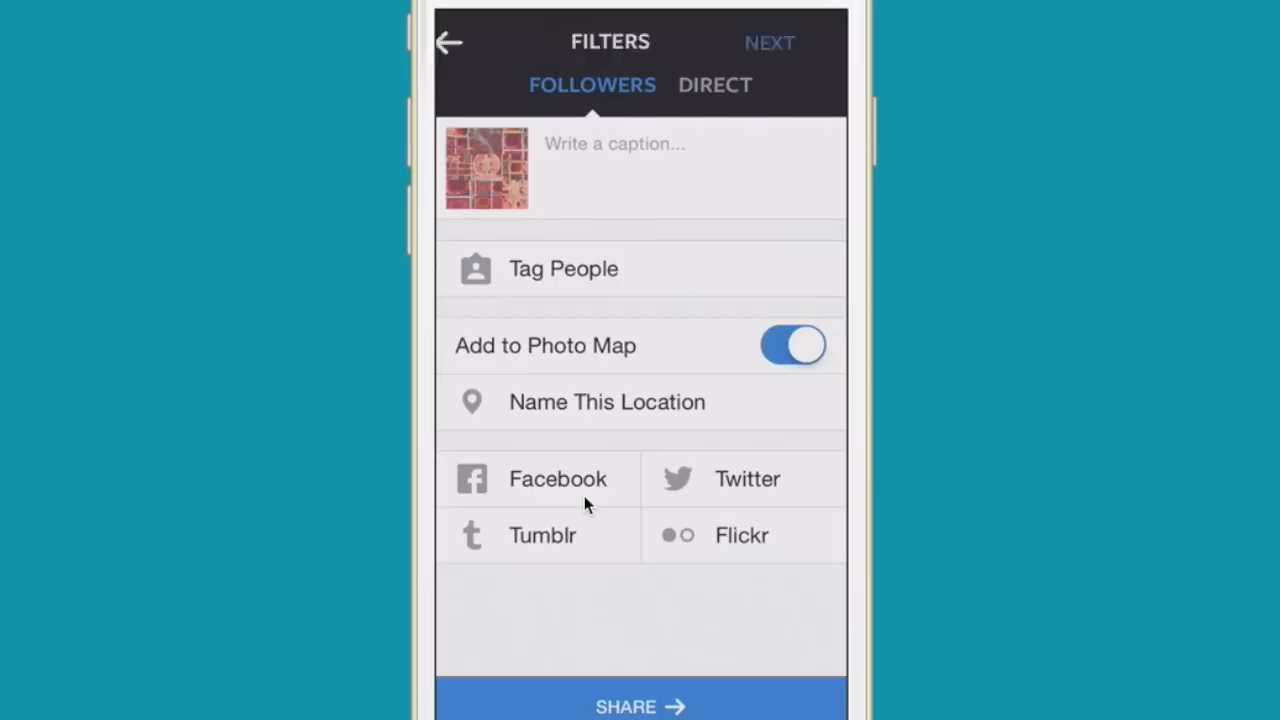 FILTERS
NEXT
FOLLOWERS DIRECT
Write a caption...
Tag People
Add to Photo Map
Name This Location
Facebook
Twitter
Tumblr
Flickr
SHARE